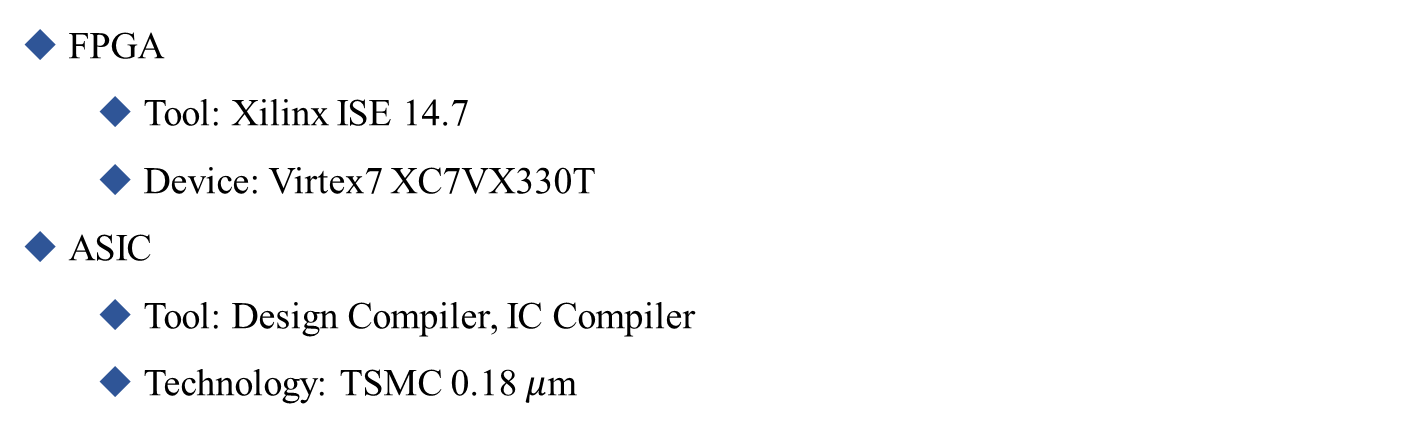 FPGA
Tool: Xilinx ISE 14.7
Device: Virtex7 XC7VX330T
ASIC
Tool: Design Compiler, IC Compiler
Technology: TSMC 0.18 μm